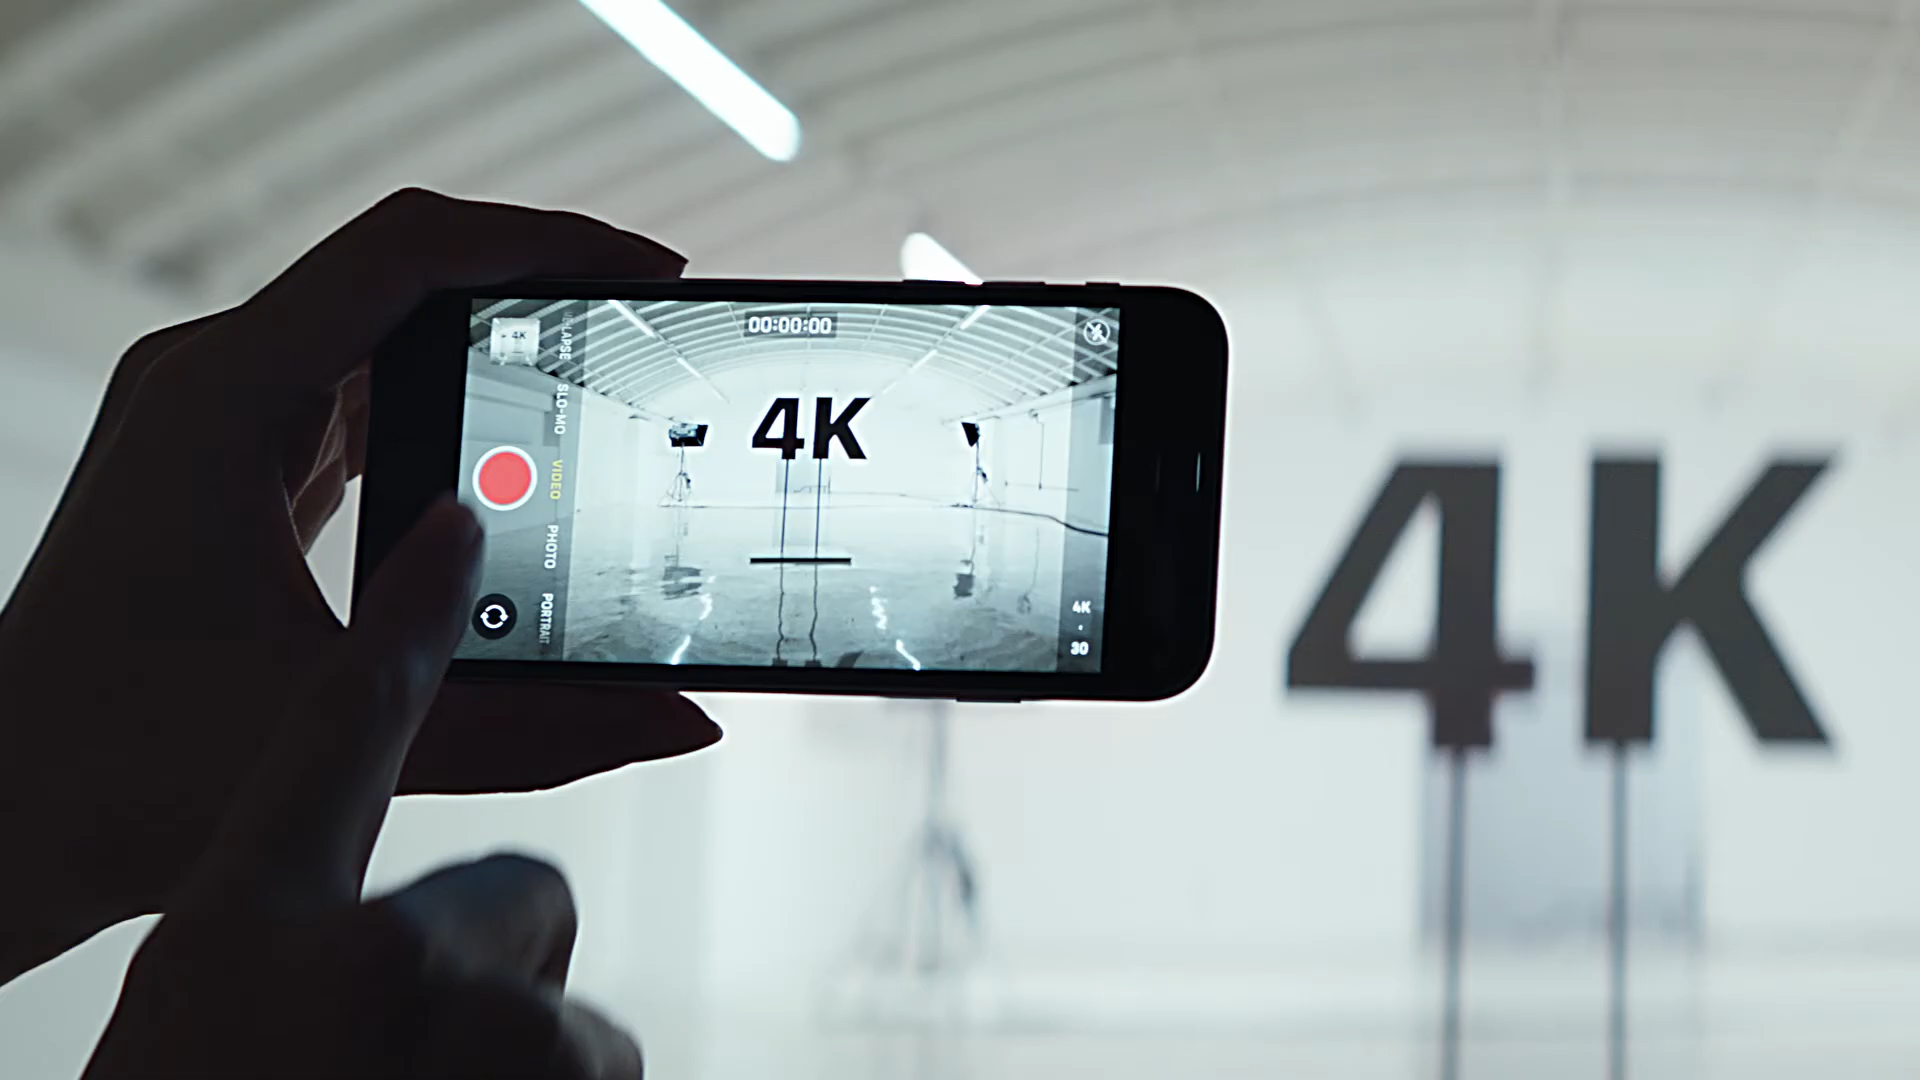 00:00:00
4K
SLO-MO
VIDEO
PHOTO
PORTRAIT
4K
4K
30
4K